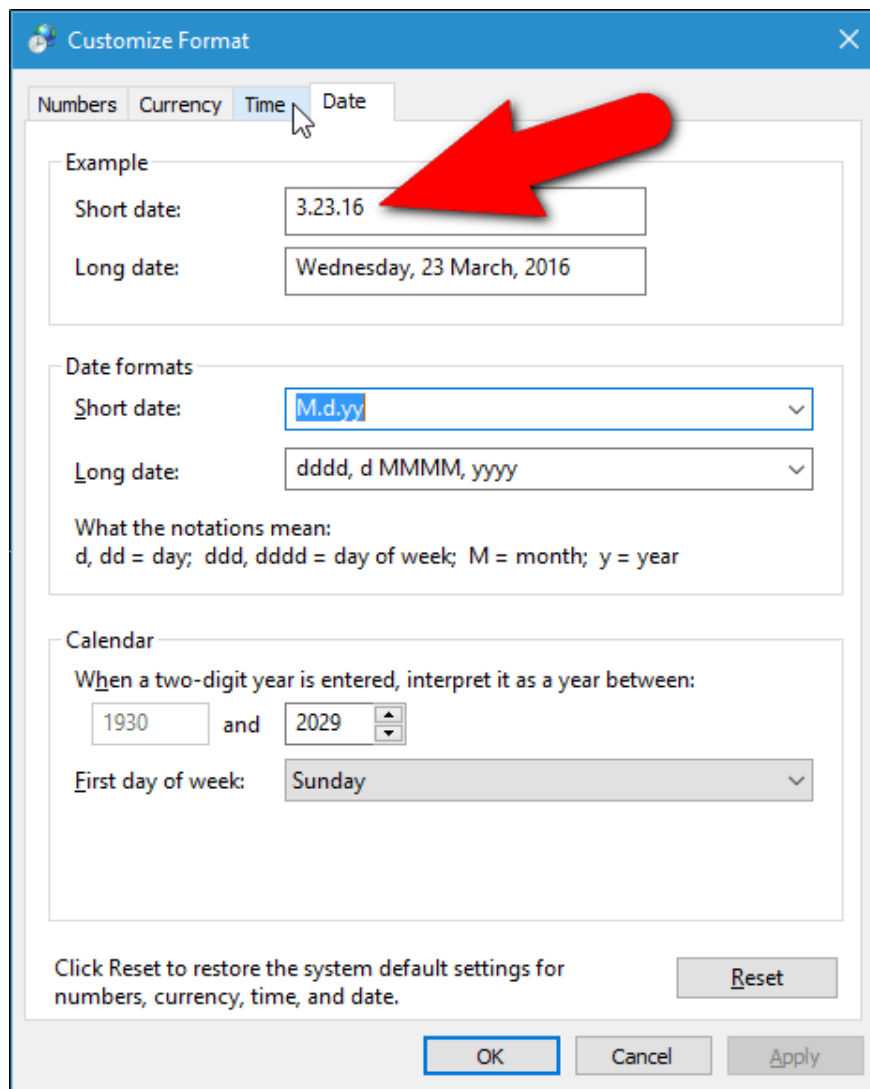 Customize Format
Numbers Currency Time Date
Example
Short date: 3.23.16
Long date: Wednesday, 23 March, 2016
Date formats
Short date: M.d.yy
Long date: dddd, d MMMM, yyyy
What the notations mean:
d, dd = day; ddd, dddd = day of week; M = month; y = year
Calendar
When a two-digit year is entered, interpret it as a year between:
1930 and 2029
First day of week: Sunday
Click Reset to restore the system default settings for
numbers, currency, time, and date.
Reset
OK Cancel Apply